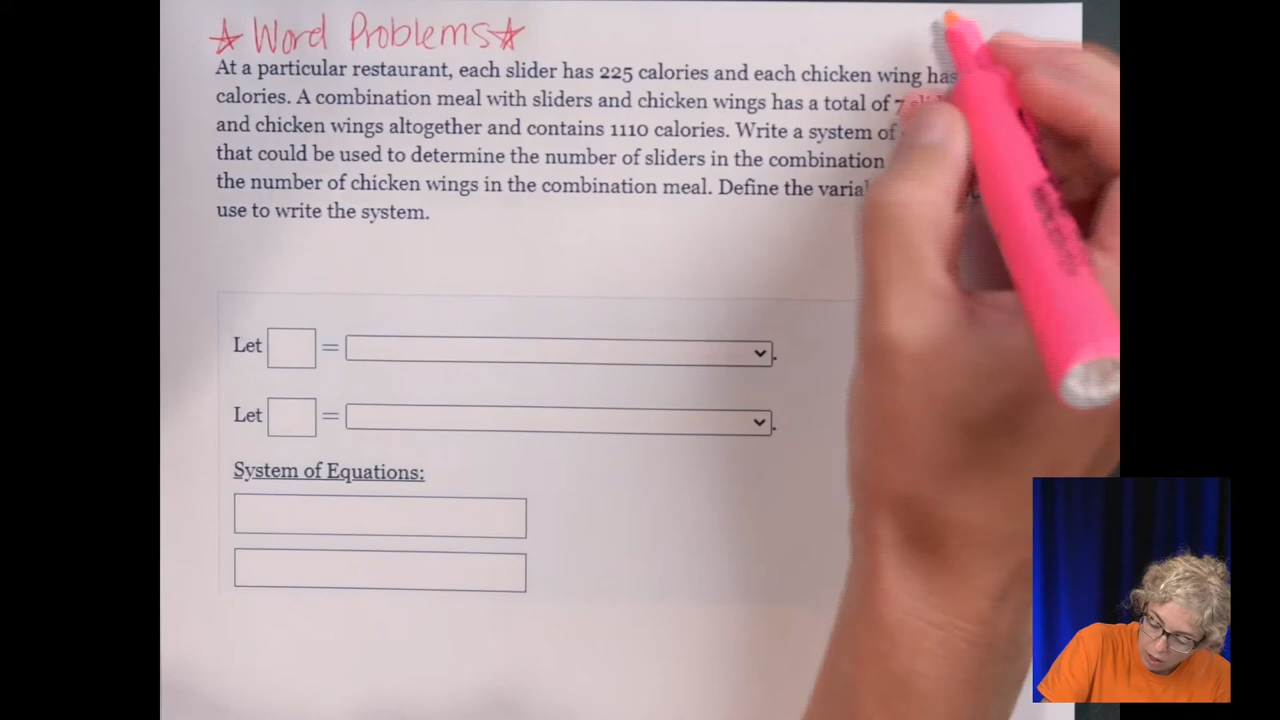 ☆ Word Problems ☆
At a particular restaurant, each slider has 225 calories and each chicken wing has
calories. A combination meal with sliders and chicken wings has a total of 7
and chicken wings altogether and contains 1110 calories. Write a system of
that could be used to determine the number of sliders in the combination
the number of chicken wings in the combination meal. Define the
use to write the system.
Let =
Let =
System of Equations: